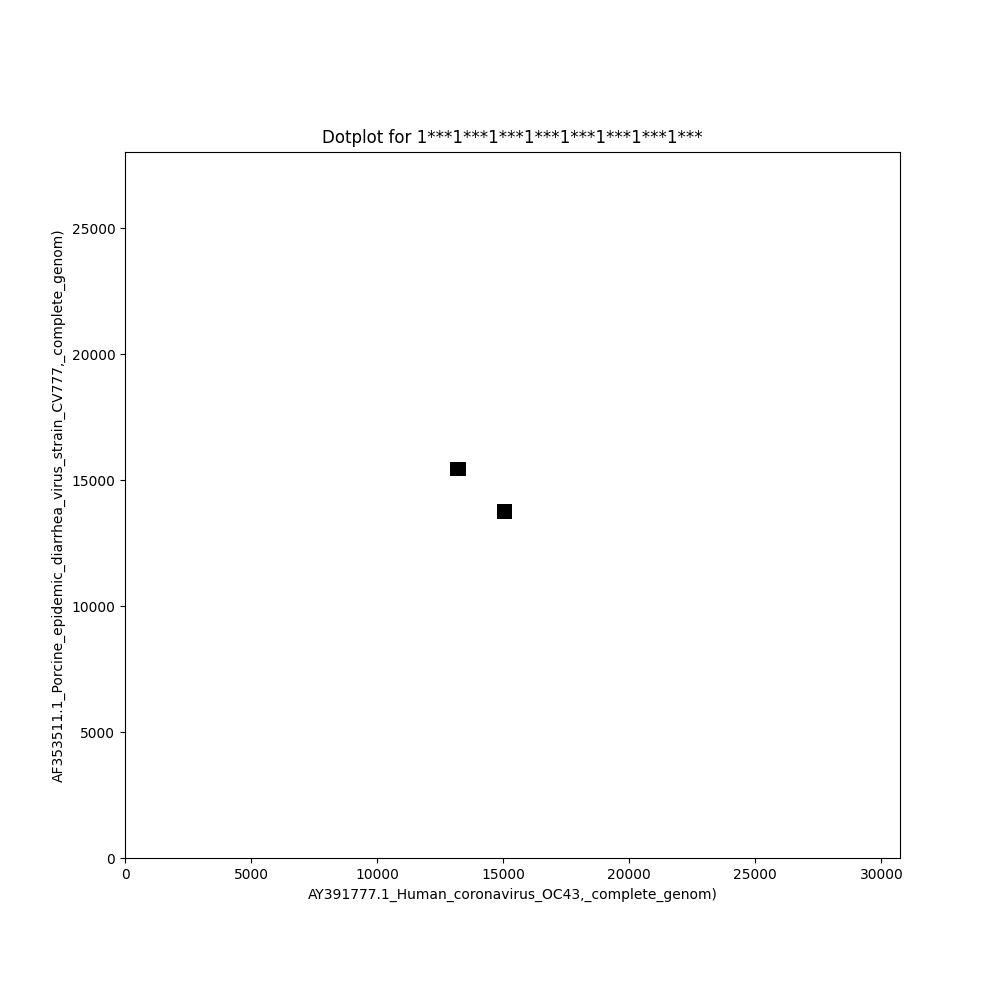 Dotplot for 1***1***1***1***1***1***1***1***
25000
20000
15000
10000
5000
0
AF353511.1_Porcine_epidemic_diarrhea_virus_strain_CV777,_complete_genom)
0 5000 10000 15000 20000 25000 30000
AY391777.1_Human_coronavirus_OC43,_complete_genom)